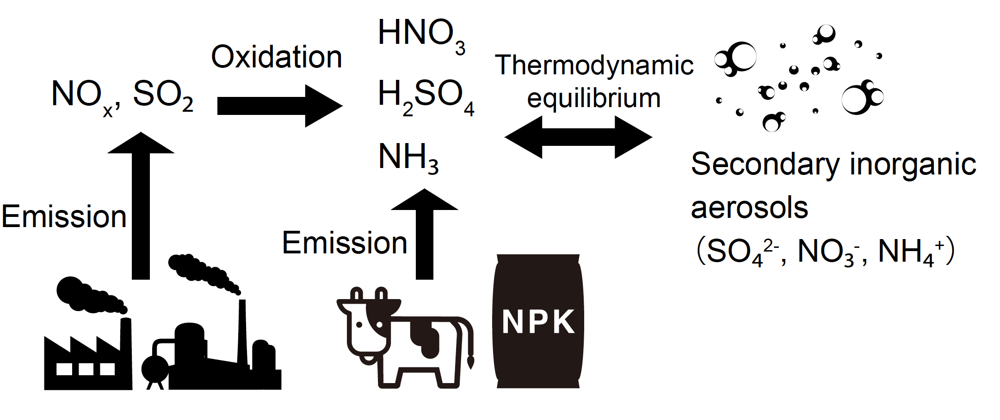 HNO₃
Oxidation
Thermodynamic
equilibrium
NOₓ, SO₂
H₂SO₄
NH₃
Secondary inorganic
aerosols
(SO₄²⁻, NO₃⁻, NH₄⁺)
Emission
Emission
NPK